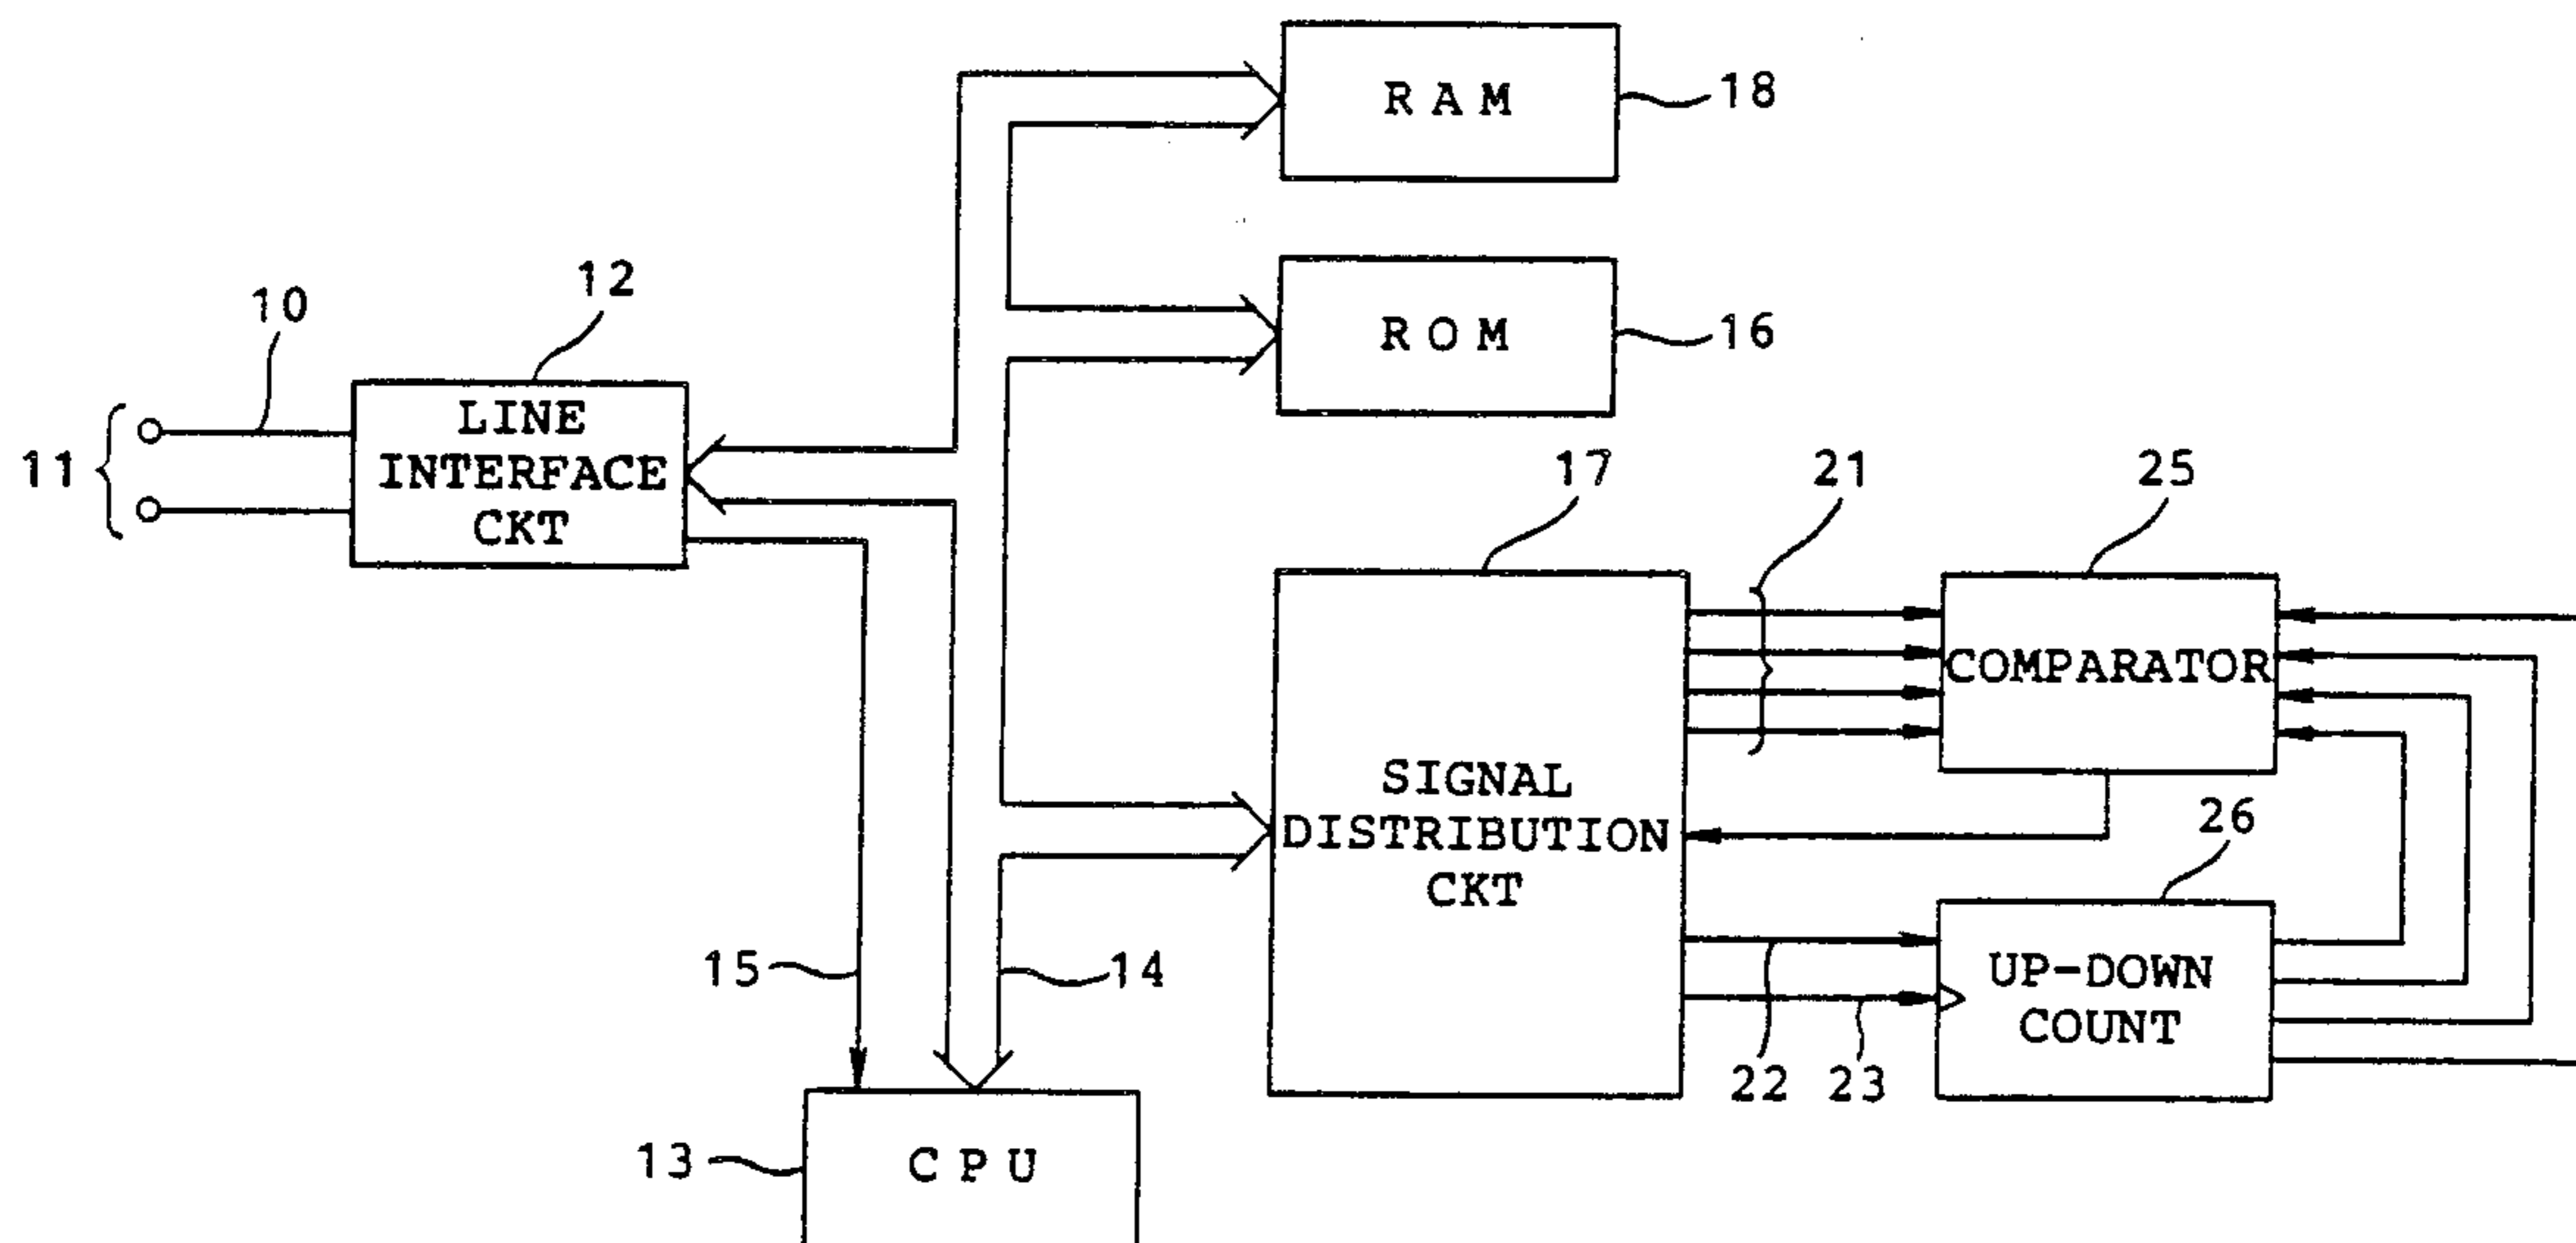 RAM
18
ROM
16
10
12
11
LINE
INTERFACE
CKT
17
21
25
SIGNAL
DISTRIBUTION
CKT
COMPARATOR
26
15
14
22
23
UP-DOWN
COUNT
13
CPU